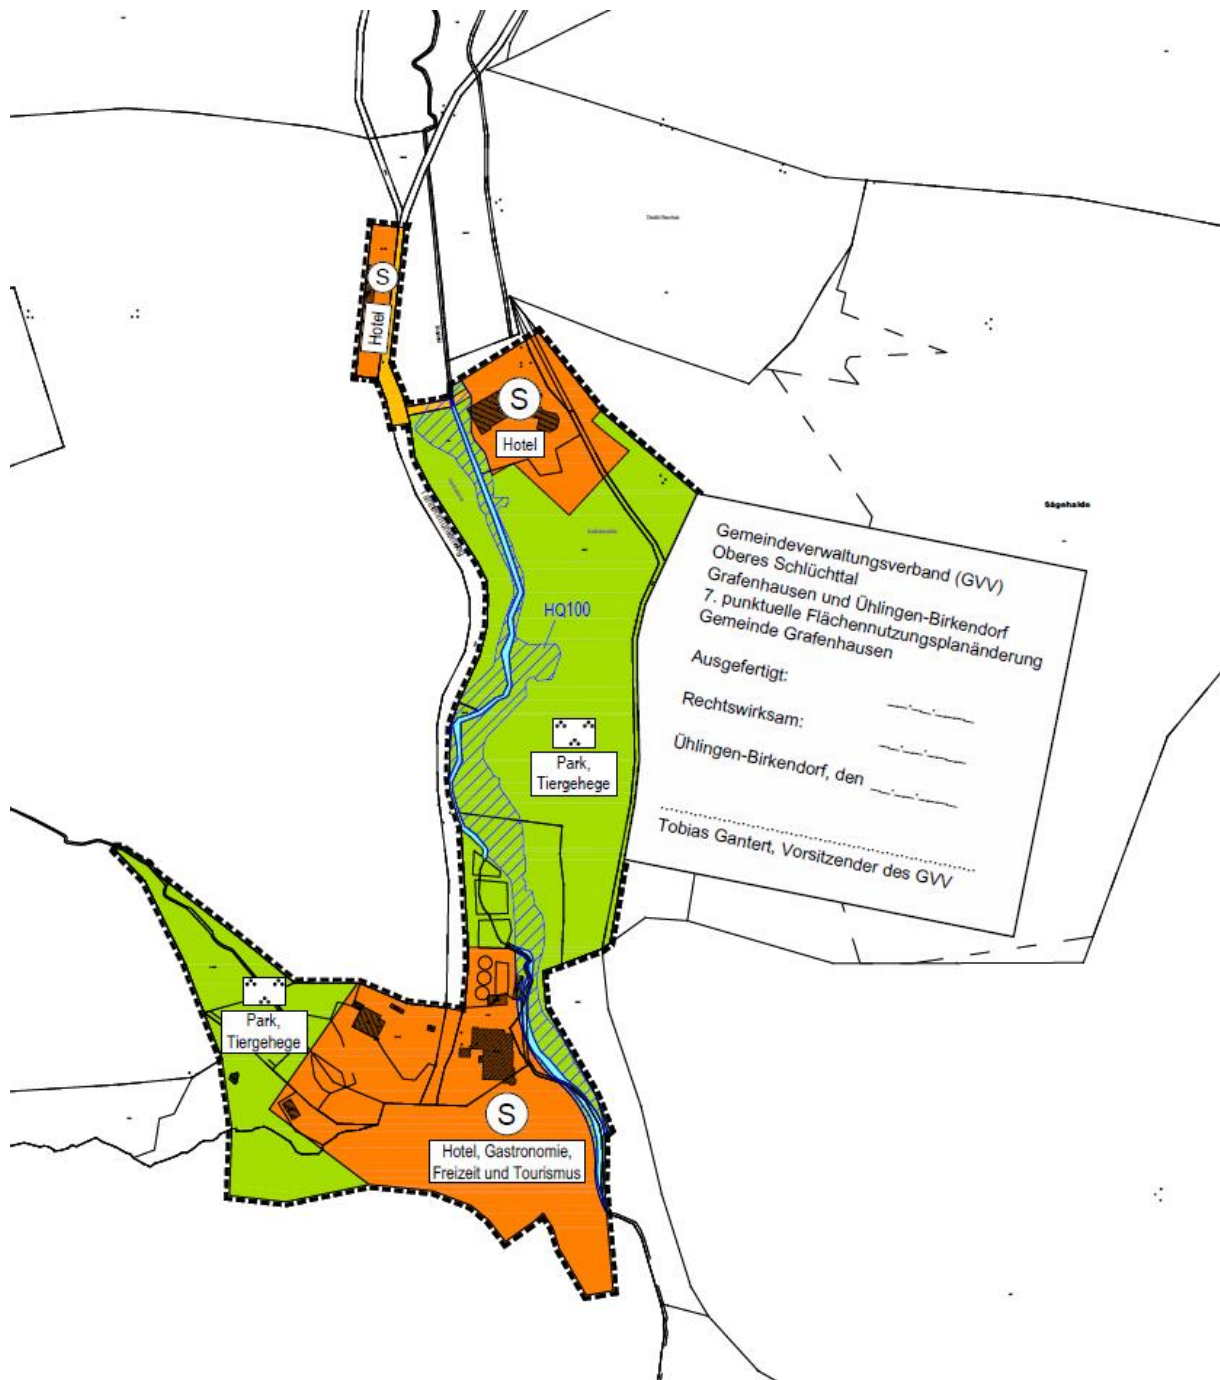 S
Hotel
S
Hotel
Sägehalde
HQ100
Gemeindeverwaltungsverband (GVV)
Oberes Schlüchttal
Grafenhausen und Ühlingen-Birkendorf
7. punktuelle Flächennutzungsplanänderung
Gemeinde Grafenhausen
Ausgefertigt:
Rechtswirksam:
Ühlingen-Birkendorf, den
Tobias Gantert, Vorsitzender des GVV
Park,
Tiergehege
Park,
Tiergehege
S
Hotel, Gastronomie,
Freizeit und Tourismus